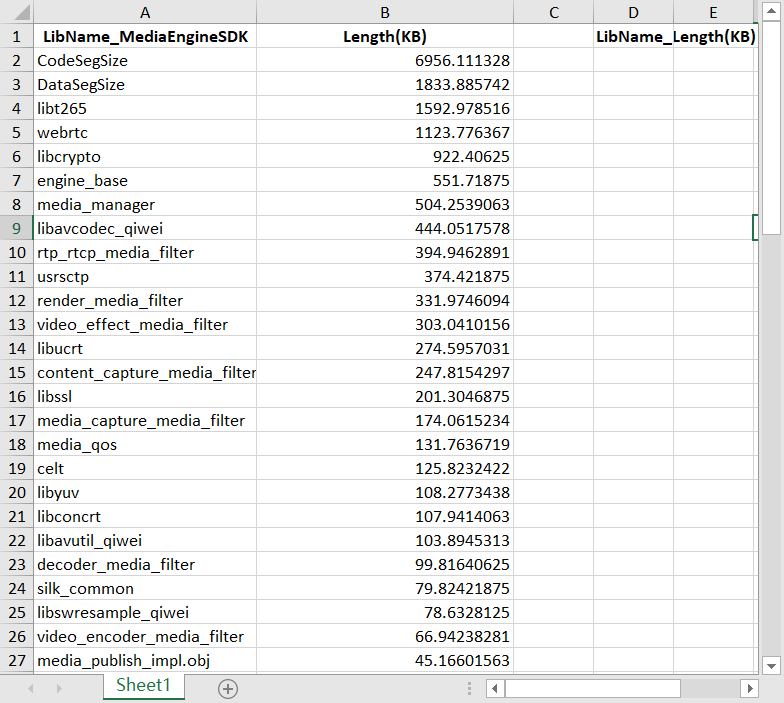 A B C D E
1 LibName_MediaEngineSDK Length(KB) LibName_Length(KB)
2 CodeSegSize 6956.111328
3 DataSegSize 1833.885742
4 libt265 1592.978516
5 webrtc 1123.776367
6 libcrypto 922.40625
7 engine_base 551.71875
8 media_manager 504.2539063
9 libavcodec_qiwei 444.0517578
10 rtp_rtcp_media_filter 394.9462891
11 usrsctp 374.421875
12 render_media_filter 331.9746094
13 video_effect_media_filter 303.0410156
14 libucrt 274.5957031
15 content_capture_media_filter 247.8154297
16 libssl 201.3046875
17 media_capture_media_filter 174.0615234
18 media_qos 131.7636719
19 celt 125.8232422
20 libyuv 108.2773438
21 libconcrt 107.9414063
22 libavutil_qiwei 103.8945313
23 decoder_media_filter 99.81640625
24 silk_common 79.82421875
25 libswresample_qiwei 78.6328125
26 video_encoder_media_filter 66.94238281
27 media_publish_impl.obj 45.16601563
Sheet1